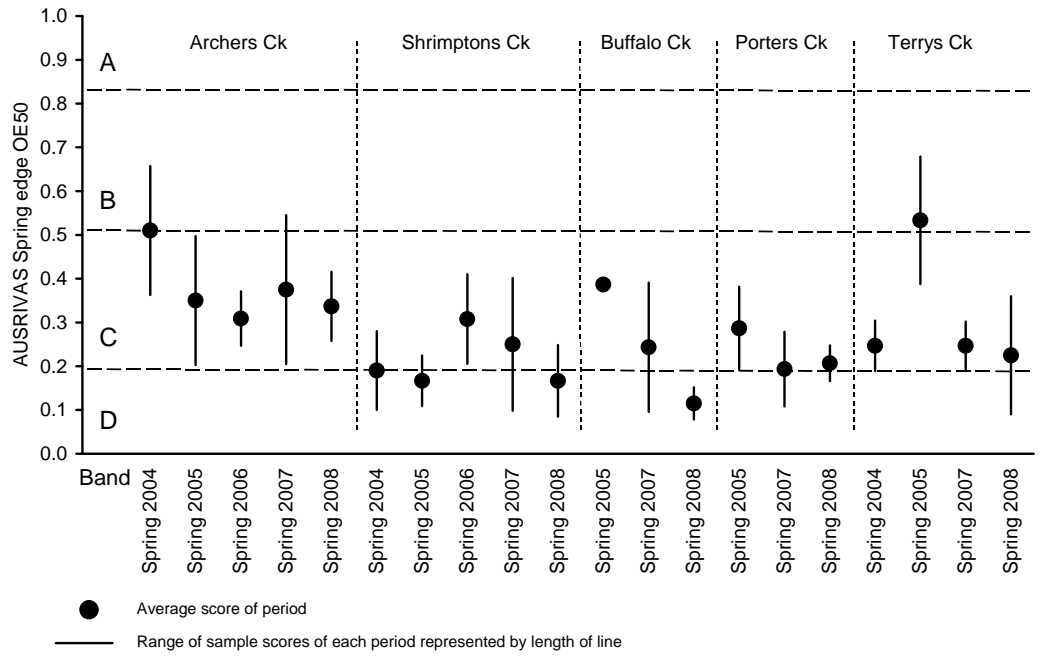 AUSRIVAS Spring edge OE50
1.0
0.9
0.8
0.7
0.6
0.5
0.4
0.3
0.2
0.1
0.0
Archers Ck
Shrimptons Ck
Buffalo Ck
Porters Ck
Terrys Ck
A
B
C
D
Band
Spring 2004
Spring 2005
Spring 2006
Spring 2007
Spring 2008
Spring 2004
Spring 2005
Spring 2006
Spring 2007
Spring 2008
Spring 2005
Spring 2007
Spring 2008
Spring 2005
Spring 2007
Spring 2008
Spring 2004
Spring 2005
Spring 2007
Spring 2008
Average score of period
Range of sample scores of each period represented by length of line